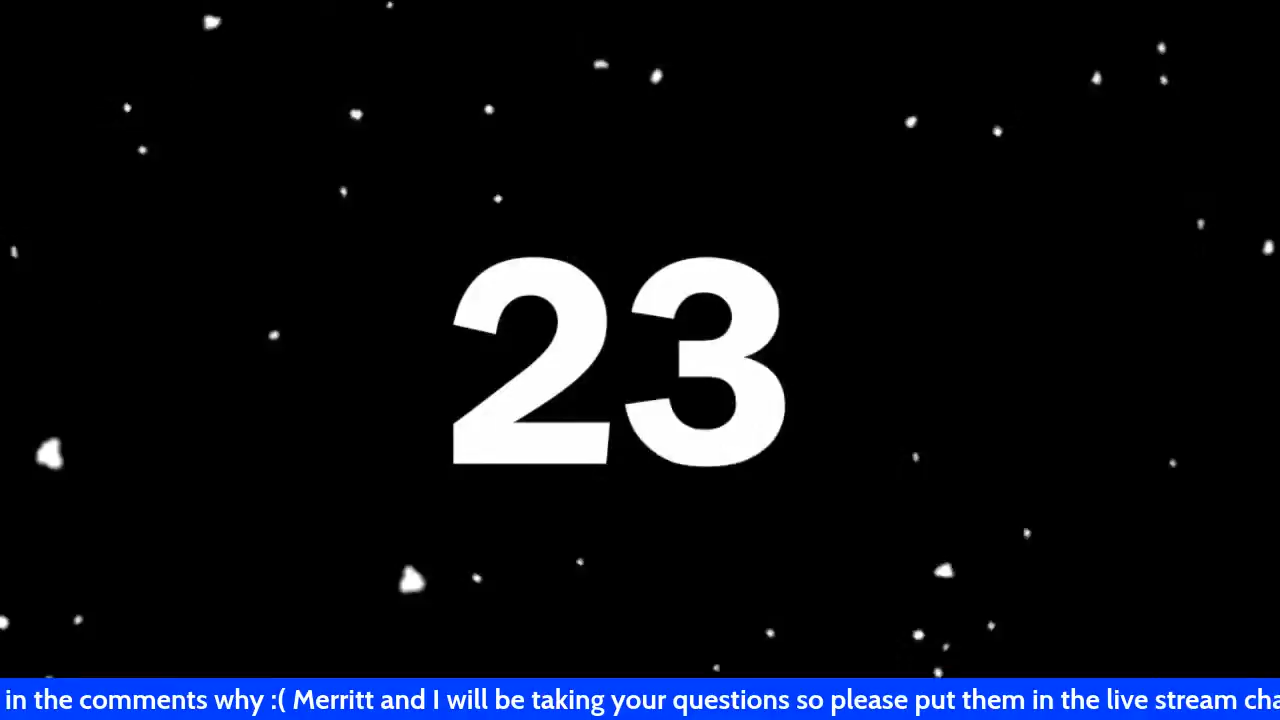 23
in the comments why :( Merritt and I will be taking your questions so please put them in the live stream cha